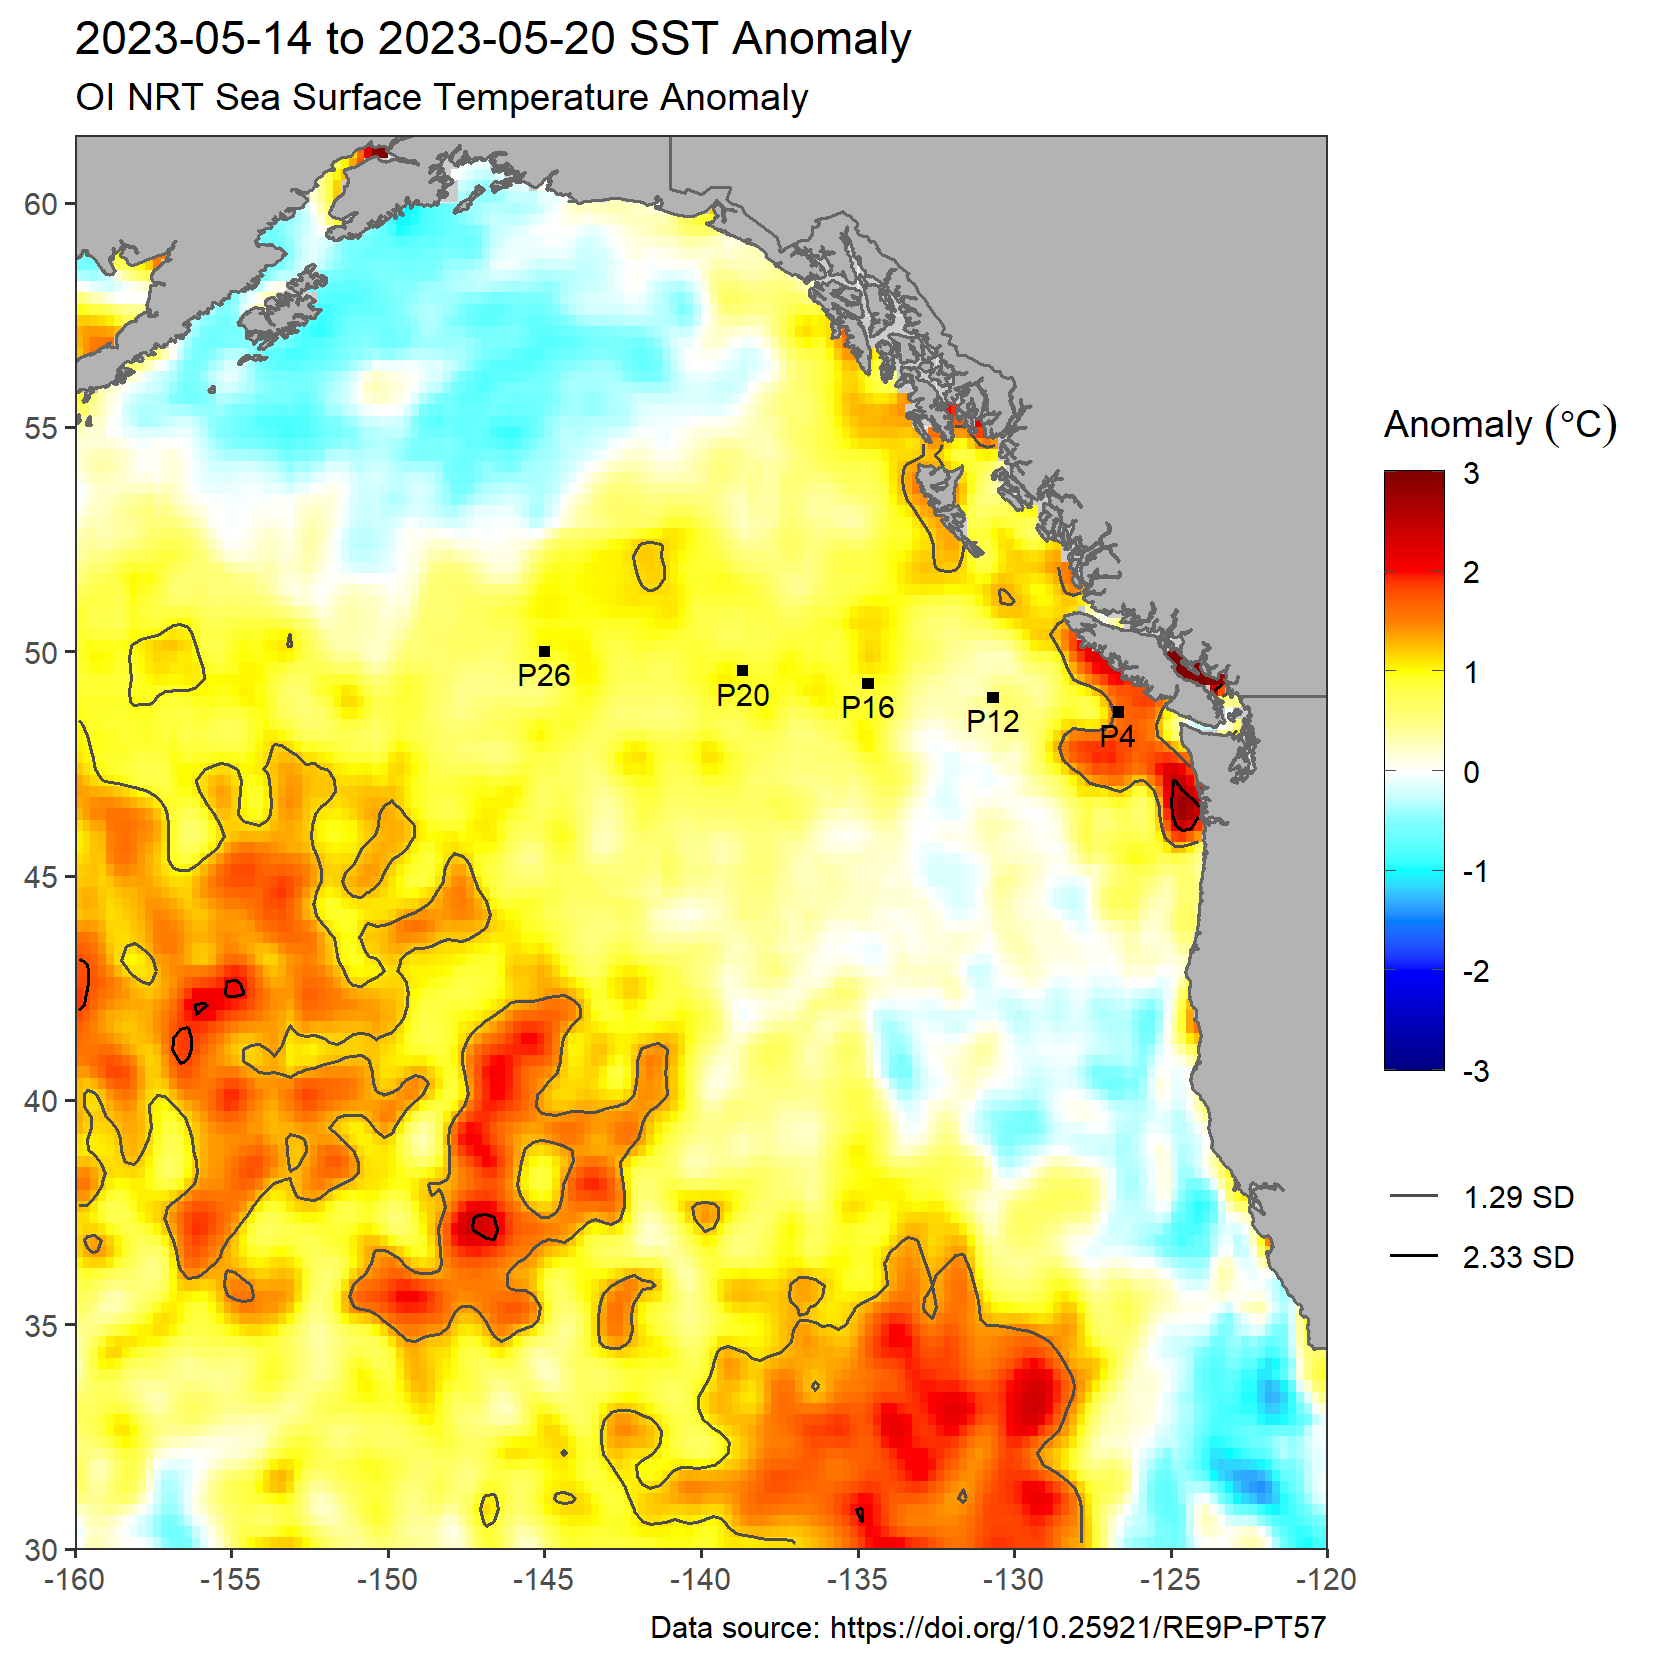 2023-05-14 to 2023-05-20 SST Anomaly
OI NRT Sea Surface Temperature Anomaly
60
55
50
45
40
35
30
-160
-155
-150
-145
-140
-135
-130
-125
-120
P26
P20
P16
P12
P4
Anomaly (°C)
3
2
1
0
-1
-2
-3
1.29 SD
2.33 SD
Data source: https://doi.org/10.25921/RE9P-PT57